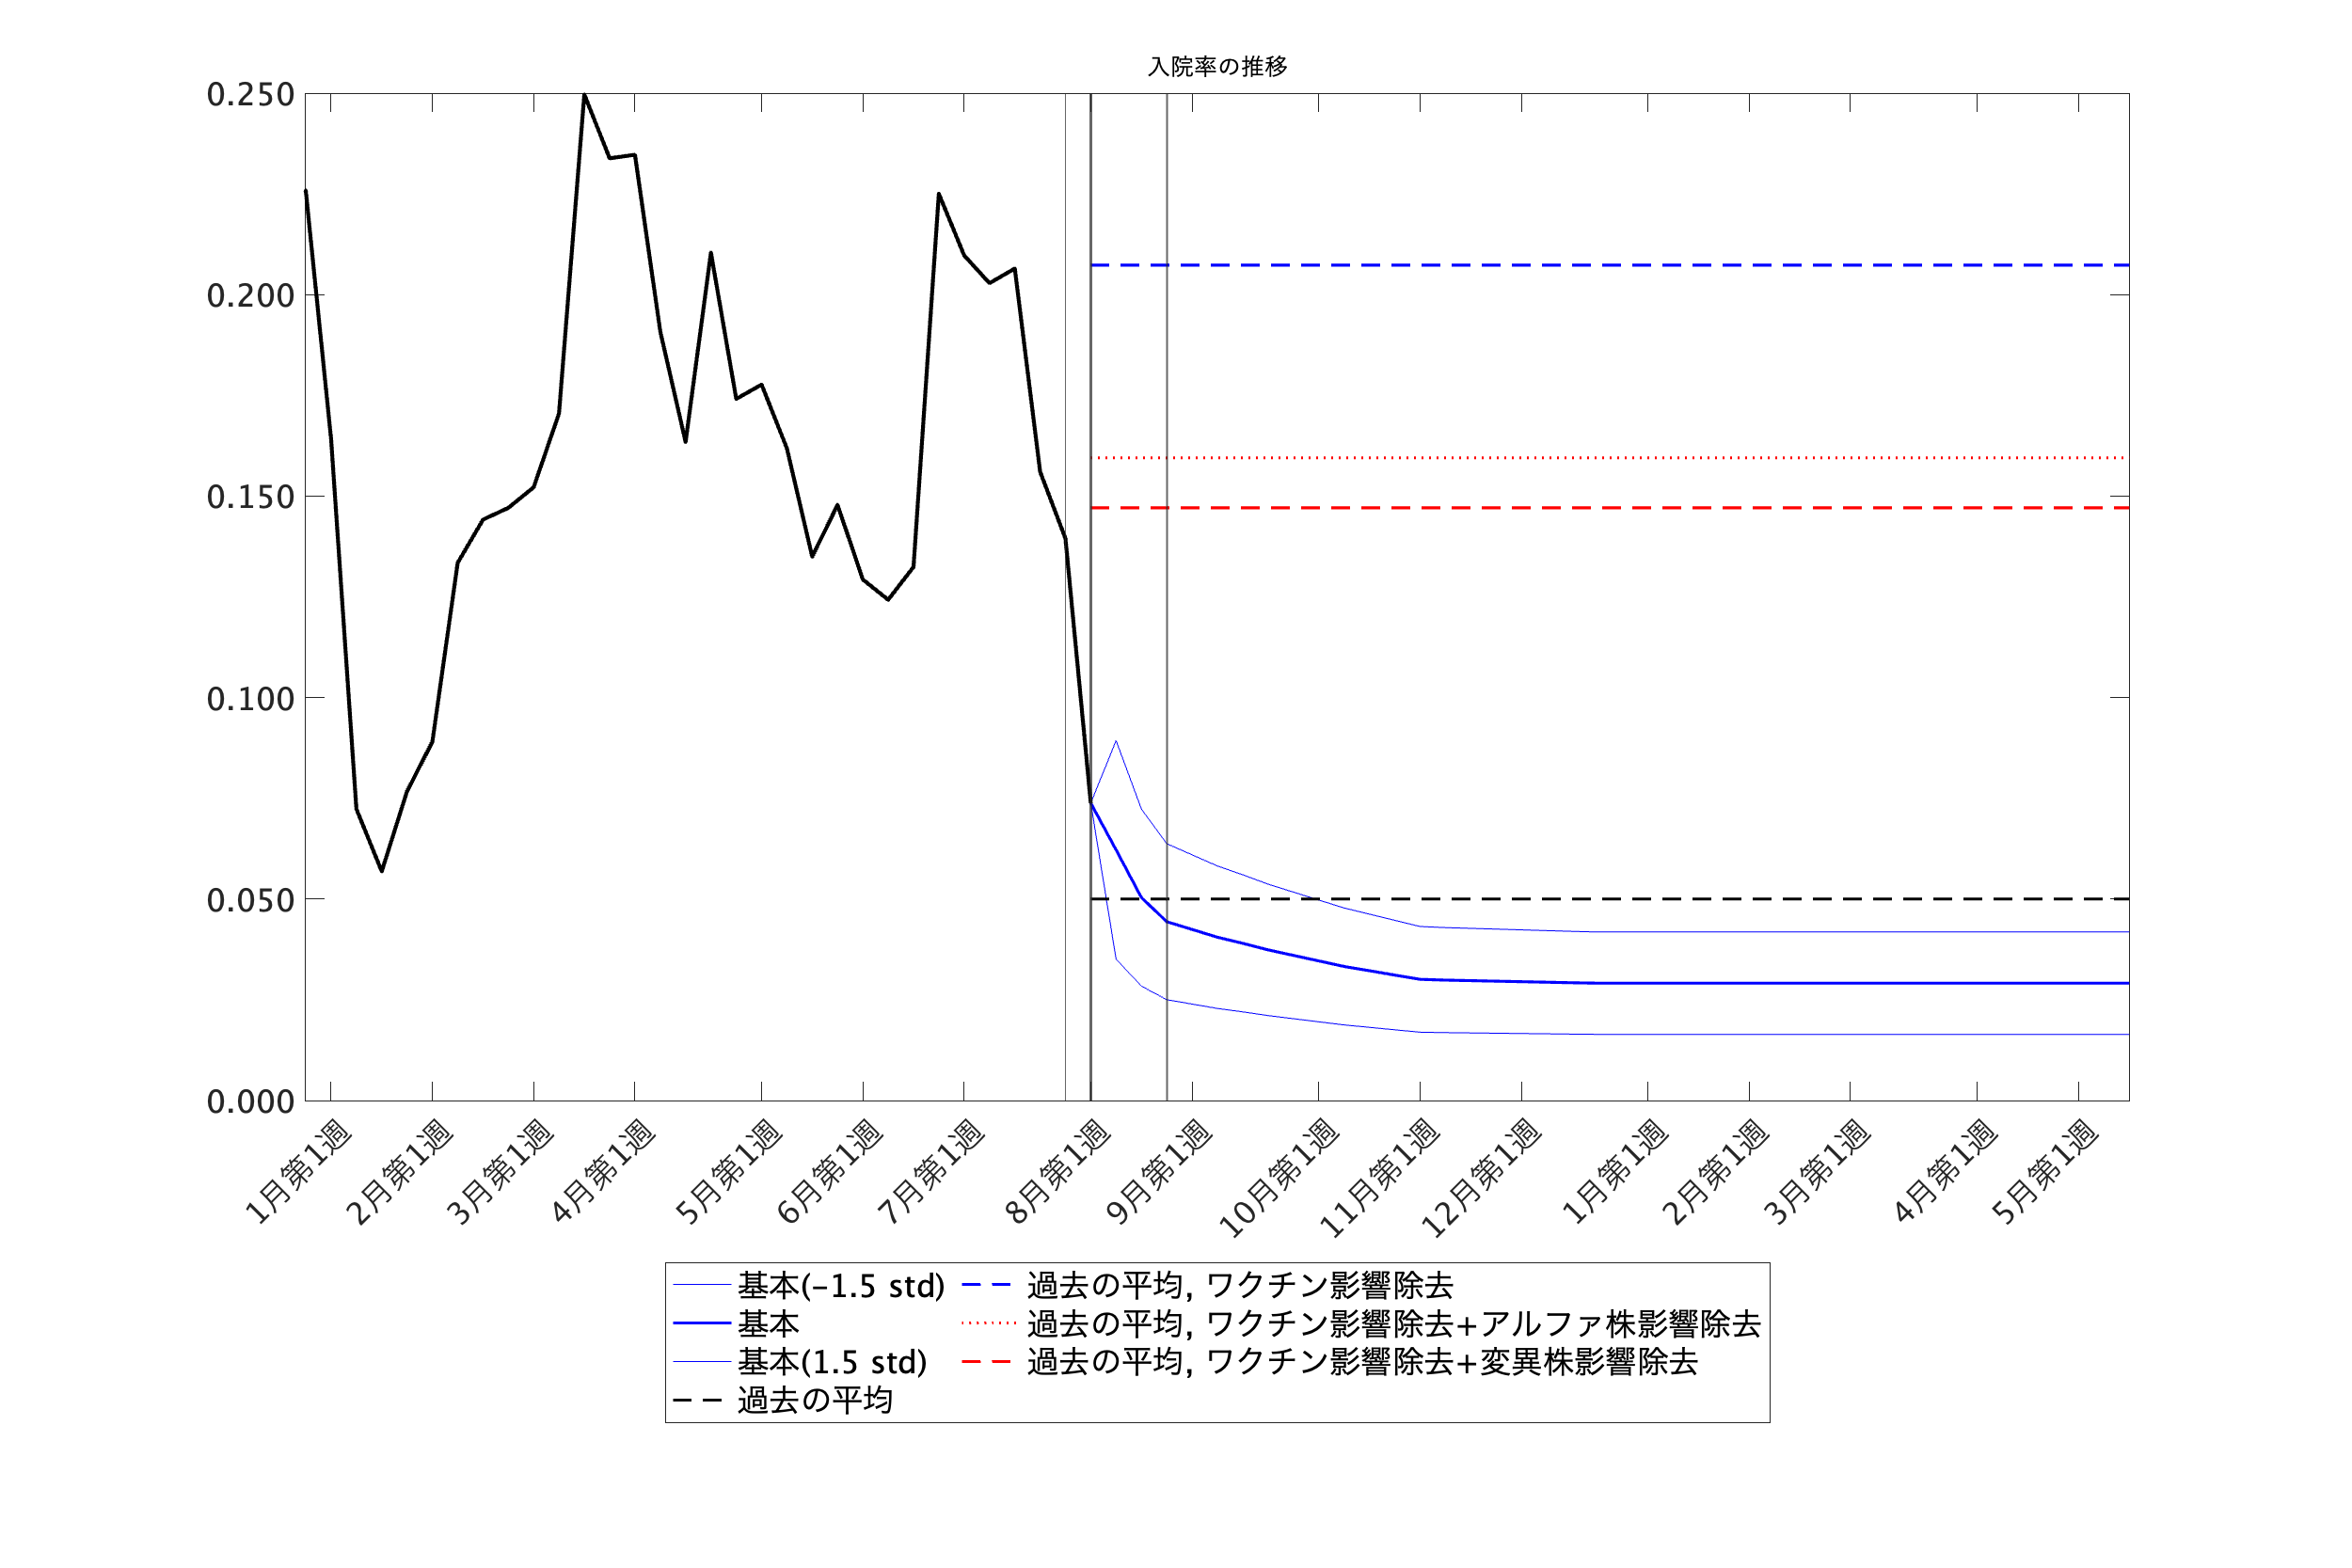 入院率の推移
0.250
0.200
0.150
0.100
0.050
0.000
1月第1週
2月第1週
3月第1週
4月第1週
5月第1週
6月第1週
7月第1週
8月第1週
9月第1週
10月第1週
11月第1週
12月第1週
1月第1週
2月第1週
3月第1週
4月第1週
5月第1週
基本(-1.5 std)
基本
基本(1.5 std)
過去の平均
過去の平均, ワクチン影響除去
過去の平均, ワクチン影響除去+アルファ株影響除去
過去の平均, ワクチン影響除去+変異株影響除去